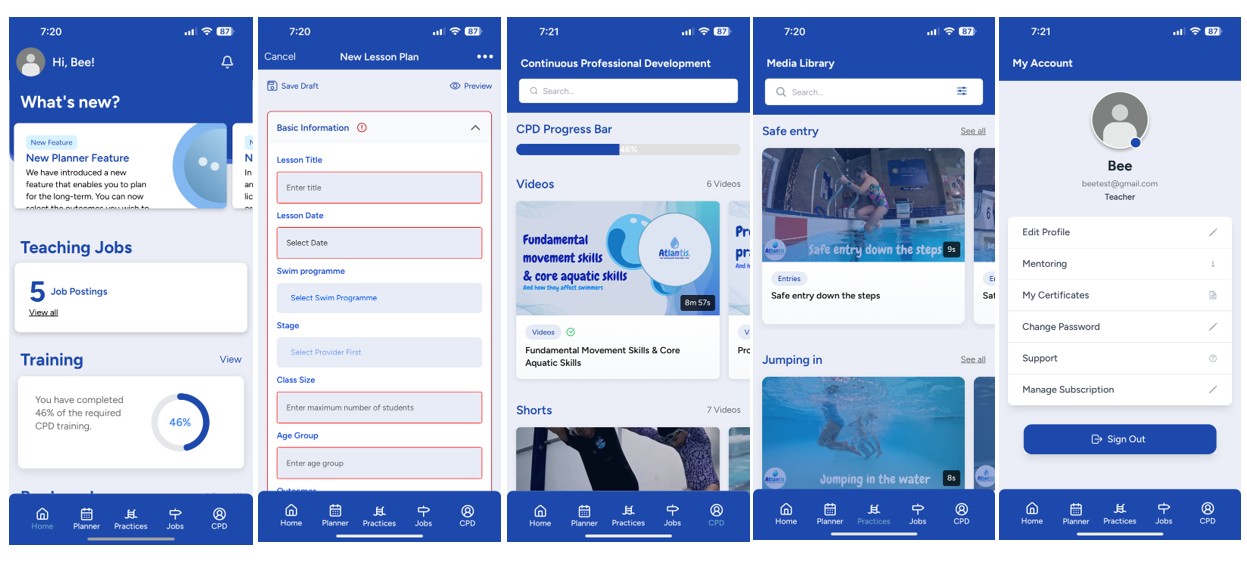 7:20
87
Hi, Bee!
What's new?
New Feature
New Planner Feature
We have introduced a new
feature that enables you to plan
for the long-term. You can now
select the outcomes you wish to
N
N
In
an
lic
Teaching Jobs
5 Job Postings
View all
Training
View
You have completed
46% of the required
CPD training.
46%
Home
Planner
Practices
Jobs
CPD
7:20
87
Cancel
New Lesson Plan
Save Draft
Preview
Basic Information
Lesson Title
Enter title
Lesson Date
Select Date
Swim programme
Select Swim Programme
Stage
Select Provider First
Class Size
Enter maximum number of students
Age Group
Enter age group
Outcomes
Home
Planner
Practices
Jobs
CPD
7:21
87
Continuous Professional Development
Search...
CPD Progress Bar
46%
Videos
6 Videos
Fundamental
movement skills
& core aquatic skills
And how they affect swimmers
Atlantis
8m 57s
Videos
Fundamental Movement Skills & Core
Aquatic Skills
Pr
pr
And h
V
Pro
Shorts
7 Videos
Home
Planner
Practices
Jobs
CPD
7:20
87
Media Library
Search...
Safe entry
See all
Atlantis
Safe entry down the steps
9s
Entries
Safe entry down the steps
En
Saf
Jumping in
See all
Atlantis
Jumping in the water
8s
Home
Planner
Practices
Jobs
CPD
7:21
87
My Account
Bee
beetest@gmail.com
Teacher
Edit Profile
Mentoring
My Certificates
Change Password
Support
Manage Subscription
Sign Out
Home
Planner
Practices
Jobs
CPD